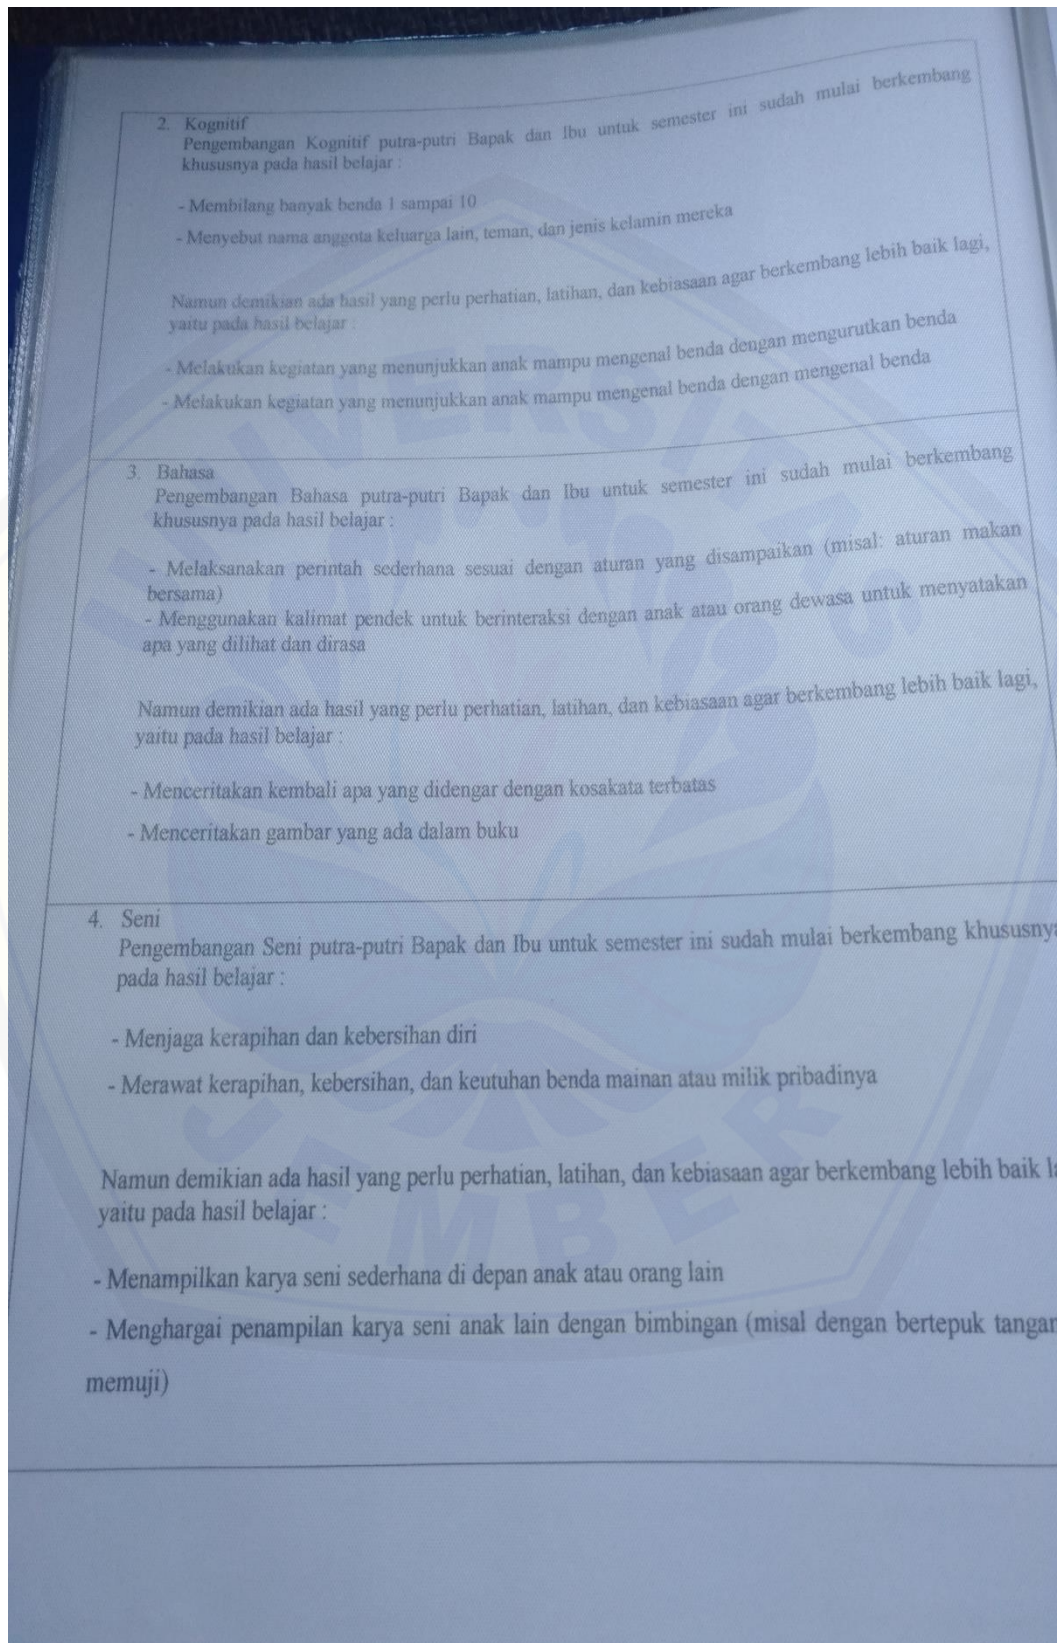 2. Kognitif
Pengembangan Kognitif putra-putri Bapak dan Ibu untuk semester ini sudah mulai berkembang
khususnya pada hasil belajar :
- Membilang banyak benda 1 sampai 10
- Menyebut nama anggota keluarga lain, teman, dan jenis kelamin mereka
Namun demikian ada hasil yang perlu perhatian, latihan, dan kebiasaan agar berkembang lebih baik lagi,
yaitu pada hasil belajar :
- Melakukan kegiatan yang menunjukkan anak mampu mengenal benda dengan mengurutkan benda
- Melakukan kegiatan yang menunjukkan anak mampu mengenal benda dengan mengenal benda
3. Bahasa
Pengembangan Bahasa putra-putri Bapak dan Ibu untuk semester ini sudah mulai berkembang
khususnya pada hasil belajar :
- Melaksanakan perintah sederhana sesuai dengan aturan yang disampaikan (misal: aturan makan
bersama)
- Menggunakan kalimat pendek untuk berinteraksi dengan anak atau orang dewasa untuk menyatakan
apa yang dilihat dan dirasa
Namun demikian ada hasil yang perlu perhatian, latihan, dan kebiasaan agar berkembang lebih baik lagi,
yaitu pada hasil belajar :
- Menceritakan kembali apa yang didengar dengan kosakata terbatas
- Menceritakan gambar yang ada dalam buku
4. Seni
Pengembangan Seni putra-putri Bapak dan Ibu untuk semester ini sudah mulai berkembang khususnya
pada hasil belajar :
- Menjaga kerapihan dan kebersihan diri
- Merawat kerapihan, kebersihan, dan keutuhan benda mainan atau milik pribadinya
Namun demikian ada hasil yang perlu perhatian, latihan, dan kebiasaan agar berkembang lebih baik
yaitu pada hasil belajar :
- Menampilkan karya seni sederhana di depan anak atau orang lain
- Menghargai penampilan karya seni anak lain dengan bimbingan (misal dengan bertepuk tangan
memuji)
UNIVERSITAS
JEMBER